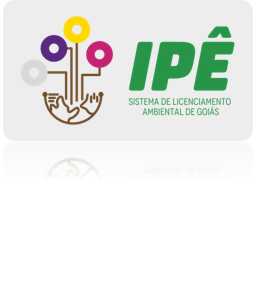 IPÊ
SISTEMA DE LICENCIAMENTO
AMBIENTAL DE GOIÁS